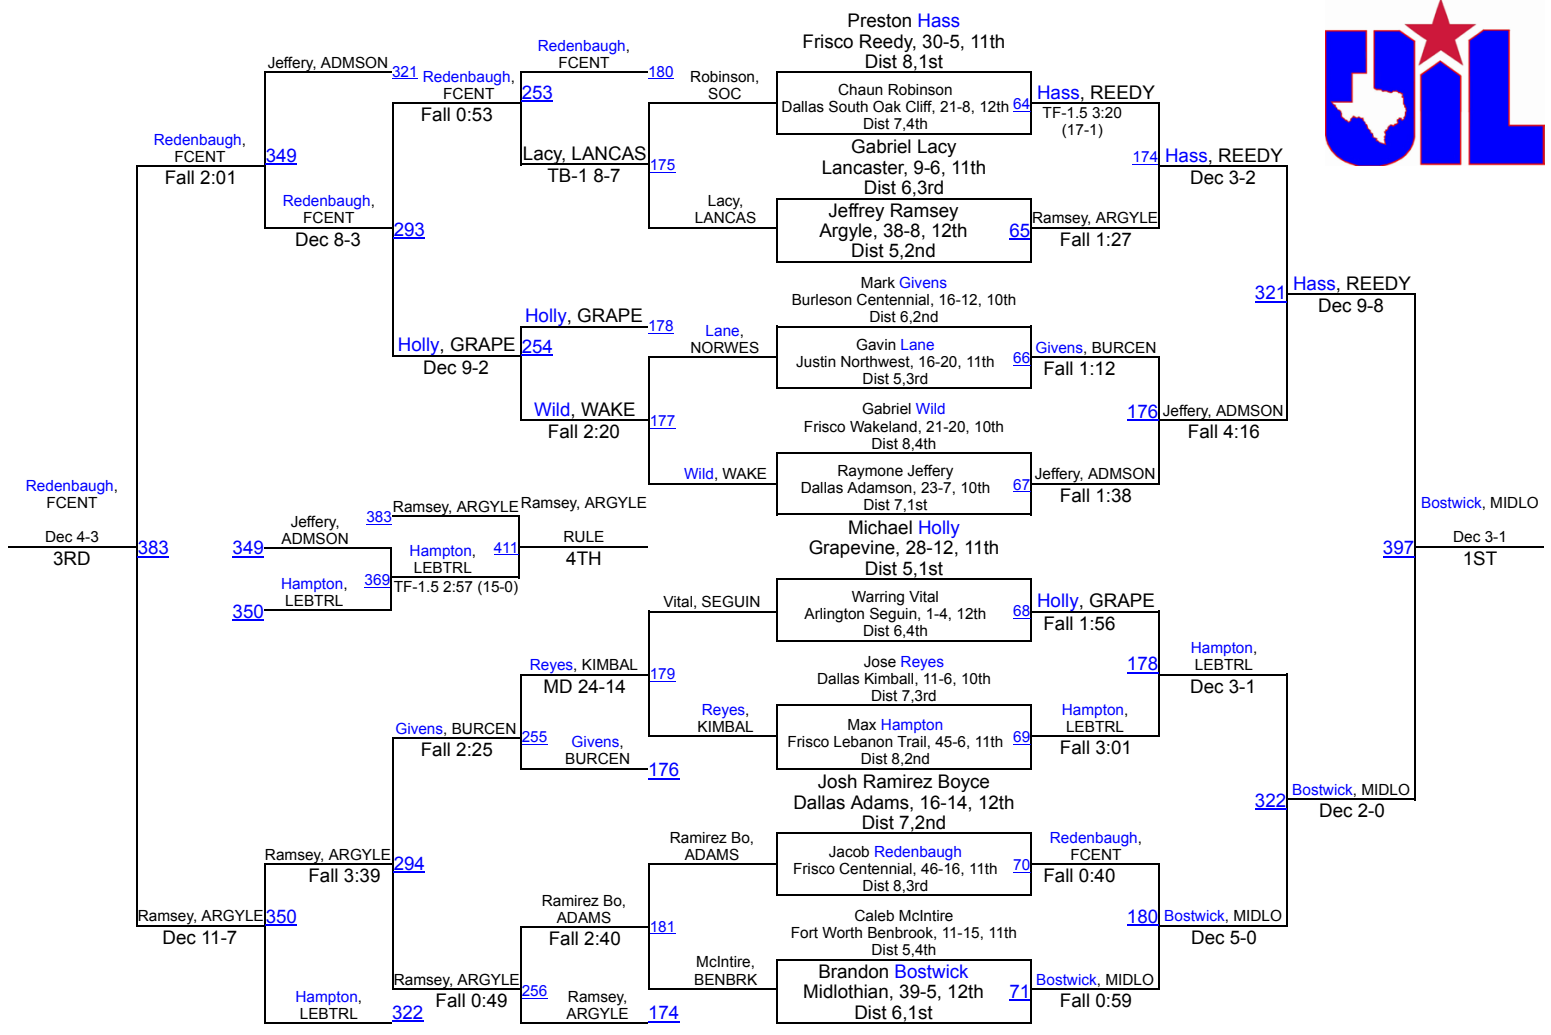 Jeffery, ADMSON
321
Redenbaugh,
FCENT
Fall 2:01
349
Redenbaugh,
FCENT
Dec 8-3
Redenbaugh,
FCENT
Fall 0:53
293
253
Redenbaugh,
FCENT
180
Lacy, LANCAS
TB-1 8-7
175
Robinson,
SOC
Lacy,
LANCAS
Holly, GRAPE
Dec 9-2
254
Holly, GRAPE
178
Wild, WAKE
Fall 2:20
177
Lane,
NORWES
Wild, WAKE
Redenbaugh,
FCENT
Dec 4-3
3RD
383
349
Jeffery,
ADMSON
350
Hampton,
LEBTRL
383
Ramsey, ARGYLE
369
Hampton,
LEBTRL
TF-1.5 2:57 (15-0)
411
Ramsey, ARGYLE
RULE
4TH
Ramsey, ARGYLE
Dec 11-7
350
Ramsey, ARGYLE
Fall 3:39
294
Hampton,
LEBTRL
322
Givens, BURCEN
Fall 2:25
255
Reyes, KIMBAL
MD 24-14
179
Givens,
BURCEN
176
Vital, SEGUIN
Reyes,
KIMBAL
Ramsey, ARGYLE
Fall 0:49
256
Ramirez Bo,
ADAMS
Fall 2:40
181
Ramsey,
ARGYLE
174
Ramirez Bo,
ADAMS
McIntire,
BENBRK
Preston Hass
Frisco Reedy, 30-5, 11th
Dist 8,1st
Chaun Robinson
Dallas South Oak Cliff, 21-8, 12th
Dist 7,4th
64
Gabriel Lacy
Lancaster, 9-6, 11th
Dist 6,3rd
Jeffrey Ramsey
Argyle, 38-8, 12th
Dist 5,2nd
65
Mark Givens
Burleson Centennial, 16-12, 10th
Dist 6,2nd
Gavin Lane
Justin Northwest, 16-20, 11th
Dist 5,3rd
66
Gabriel Wild
Frisco Wakeland, 21-20, 10th
Dist 8,4th
Raymone Jeffery
Dallas Adamson, 23-7, 10th
Dist 7,1st
67
Michael Holly
Grapevine, 28-12, 11th
Dist 5,1st
Warring Vital
Arlington Seguin, 1-4, 12th
Dist 6,4th
68
Jose Reyes
Dallas Kimball, 11-6, 10th
Dist 7,3rd
Max Hampton
Frisco Lebanon Trail, 45-6, 11th
Dist 8,2nd
69
Josh Ramirez Boyce
Dallas Adams, 16-14, 12th
Dist 7,2nd
Jacob Redenbaugh
Frisco Centennial, 46-16, 11th
Dist 8,3rd
70
Caleb McIntire
Fort Worth Benbrook, 11-15, 11th
Dist 5,4th
Brandon Bostwick
Midlothian, 39-5, 12th
Dist 6,1st
71
Hass, REEDY
TF-1.5 3:20
(17-1)
Ramsey, ARGYLE
Fall 1:27
174
Hass, REEDY
Dec 3-2
Givens, BURCEN
Fall 1:12
Jeffery, ADMSON
Fall 1:38
176
Jeffery, ADMSON
Fall 4:16
321
Hass, REEDY
Dec 9-8
Holly, GRAPE
Fall 1:56
Hampton,
LEBTRL
Fall 3:01
178
Hampton,
LEBTRL
Dec 3-1
Redenbaugh,
FCENT
Fall 0:40
Bostwick, MIDLO
Fall 0:59
180
Bostwick, MIDLO
Dec 5-0
322
Bostwick, MIDLO
Dec 2-0
397
Bostwick, MIDLO
Dec 3-1
1ST
UIL